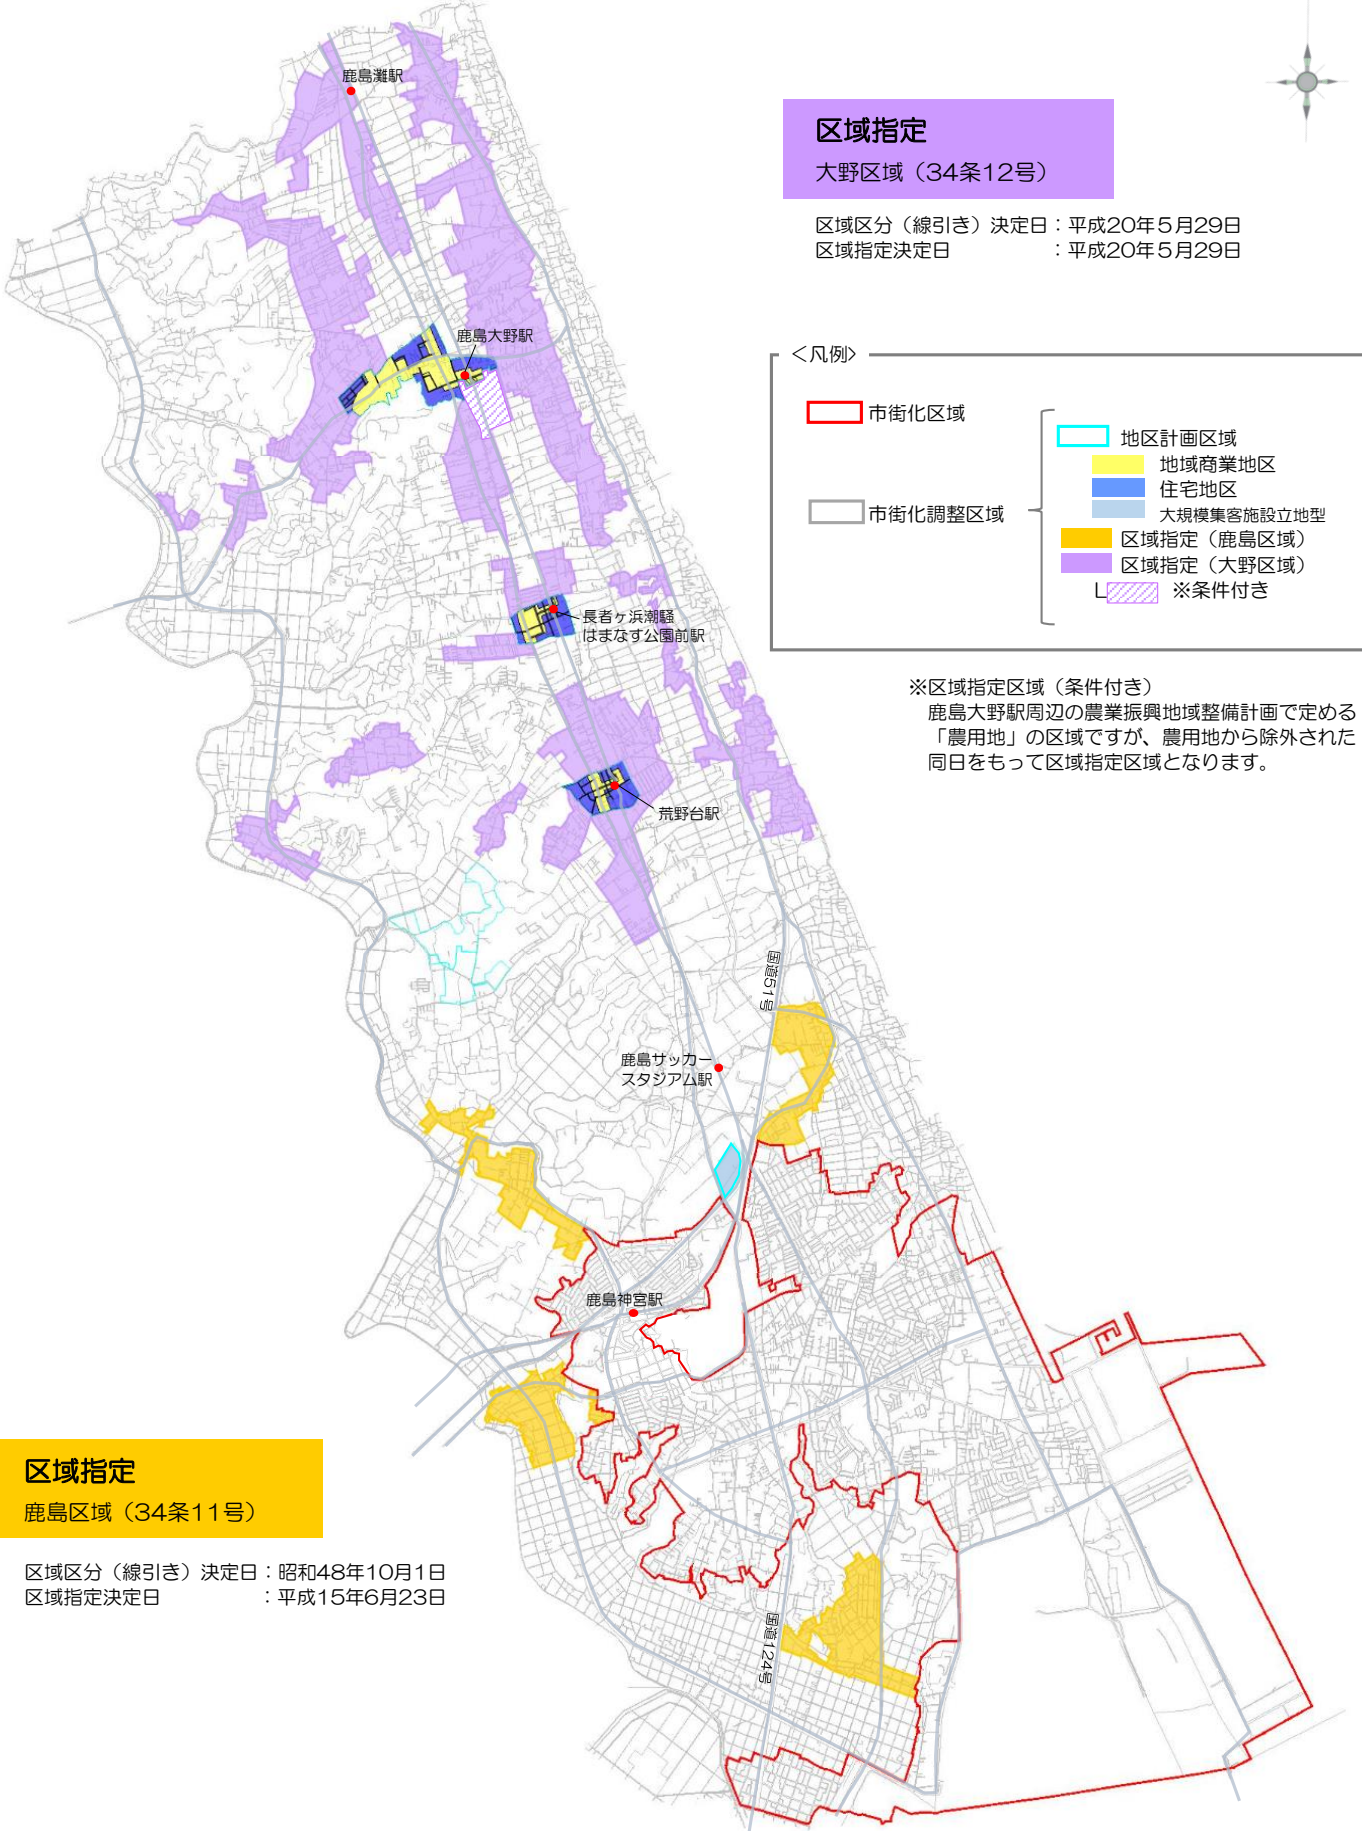 鹿島灘駅
区域指定
大野区域（34条12号）
区域区分（線引き）決定日：平成20年5月29日
区域指定決定日　　　　　：平成20年5月29日
鹿島大野駅
＜凡例＞
市街化区域
市街化調整区域
地区計画区域
地域商業地区
住宅地区
大規模集客施設立地型
区域指定（鹿島区域）
区域指定（大野区域）
L　※条件付き
長者ヶ浜潮騒
はまなす公園前駅
※区域指定区域（条件付き）
鹿島大野駅周辺の農業振興地域整備計画で定める
「農用地」の区域ですが、農用地から除外された
同日をもって区域指定区域となります。
荒野台駅
国道51号
鹿島サッカー
スタジアム駅
鹿島神宮駅
区域指定
鹿島区域（34条11号）
区域区分（線引き）決定日：昭和48年10月1日
区域指定決定日　　　　　：平成15年6月23日
国道124号